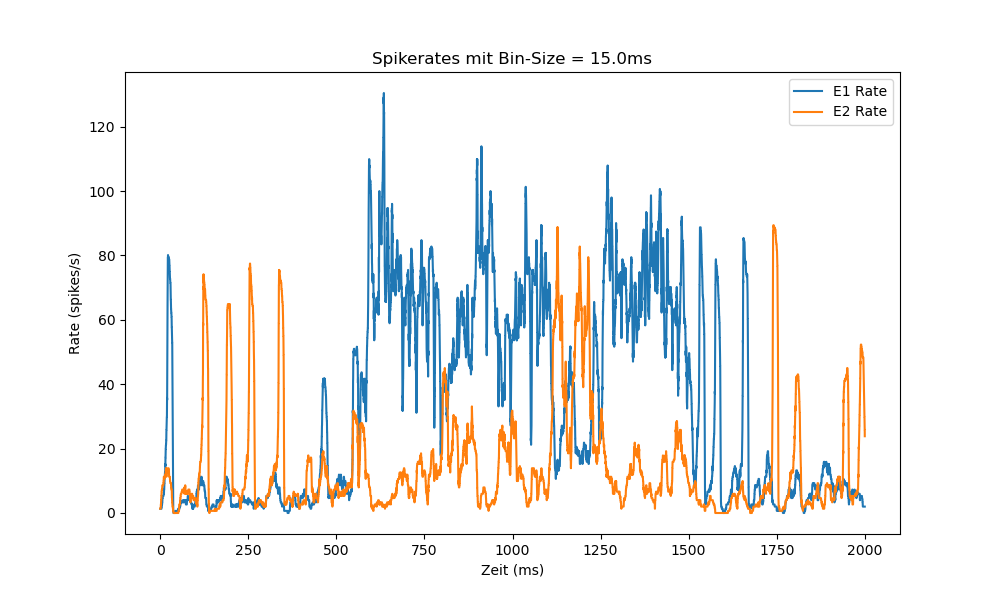 Spikerates mit Bin-Size = 15.0ms
E1 Rate
E2 Rate
Rate (spikes/s)
120
100
80
60
40
20
0
0 250 500 750 1000 1250 1500 1750 2000
Zeit (ms)